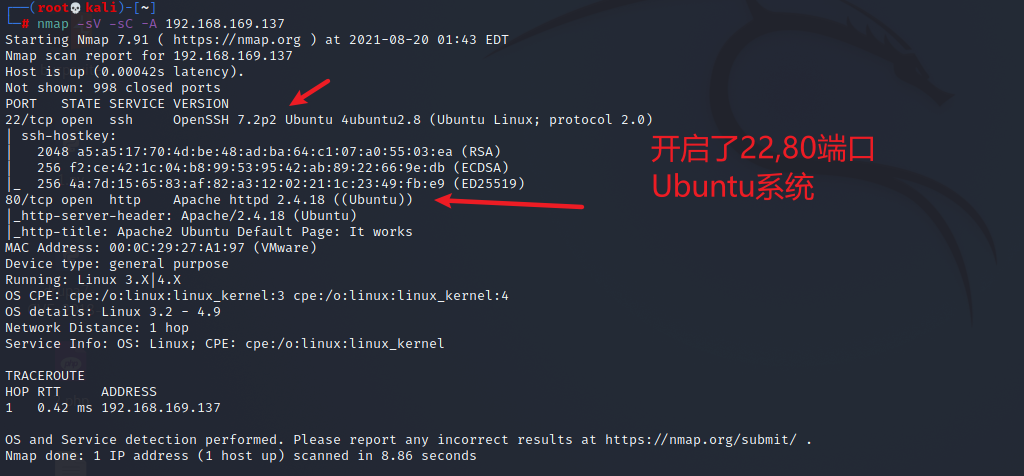 ┌──(root💀kali)-[~]
└─# nmap -sV -sC -A 192.168.169.137
Starting Nmap 7.91 ( https://nmap.org ) at 2021-08-20 01:43 EDT
Nmap scan report for 192.168.169.137
Host is up (0.00042s latency).
Not shown: 998 closed ports
PORT   STATE SERVICE VERSION
22/tcp open  ssh     OpenSSH 7.2p2 Ubuntu 4ubuntu2.8 (Ubuntu Linux; protocol 2.0)
| ssh-hostkey:
|   2048 a5:a5:17:70:4d:be:48:ad:ba:64:c1:07:a0:55:03:ea (RSA)
|   256 f2:ce:42:1c:04:b8:99:53:95:42:ab:89:22:66:9e:db (ECDSA)
|_  256 4a:7d:15:65:83:af:82:a3:12:02:21:1c:23:49:fb:e9 (ED25519)
80/tcp open  http    Apache httpd 2.4.18 ((Ubuntu))
|_http-server-header: Apache/2.4.18 (Ubuntu)
|_http-title: Apache2 Ubuntu Default Page: It works
MAC Address: 00:0C:29:27:A1:97 (VMware)
Device type: general purpose
Running: Linux 3.X|4.X
OS CPE: cpe:/o:linux:linux_kernel:3 cpe:/o:linux:linux_kernel:4
OS details: Linux 3.2 - 4.9
Network Distance: 1 hop
Service Info: OS: Linux; CPE: cpe:/o:linux:linux_kernel
TRACEROUTE
HOP RTT     ADDRESS
1   0.42 ms 192.168.169.137
OS and Service detection performed. Please report any incorrect results at https://nmap.org/submit/ .
Nmap done: 1 IP address (1 host up) scanned in 8.86 seconds
开启了22,80端口
Ubuntu系统